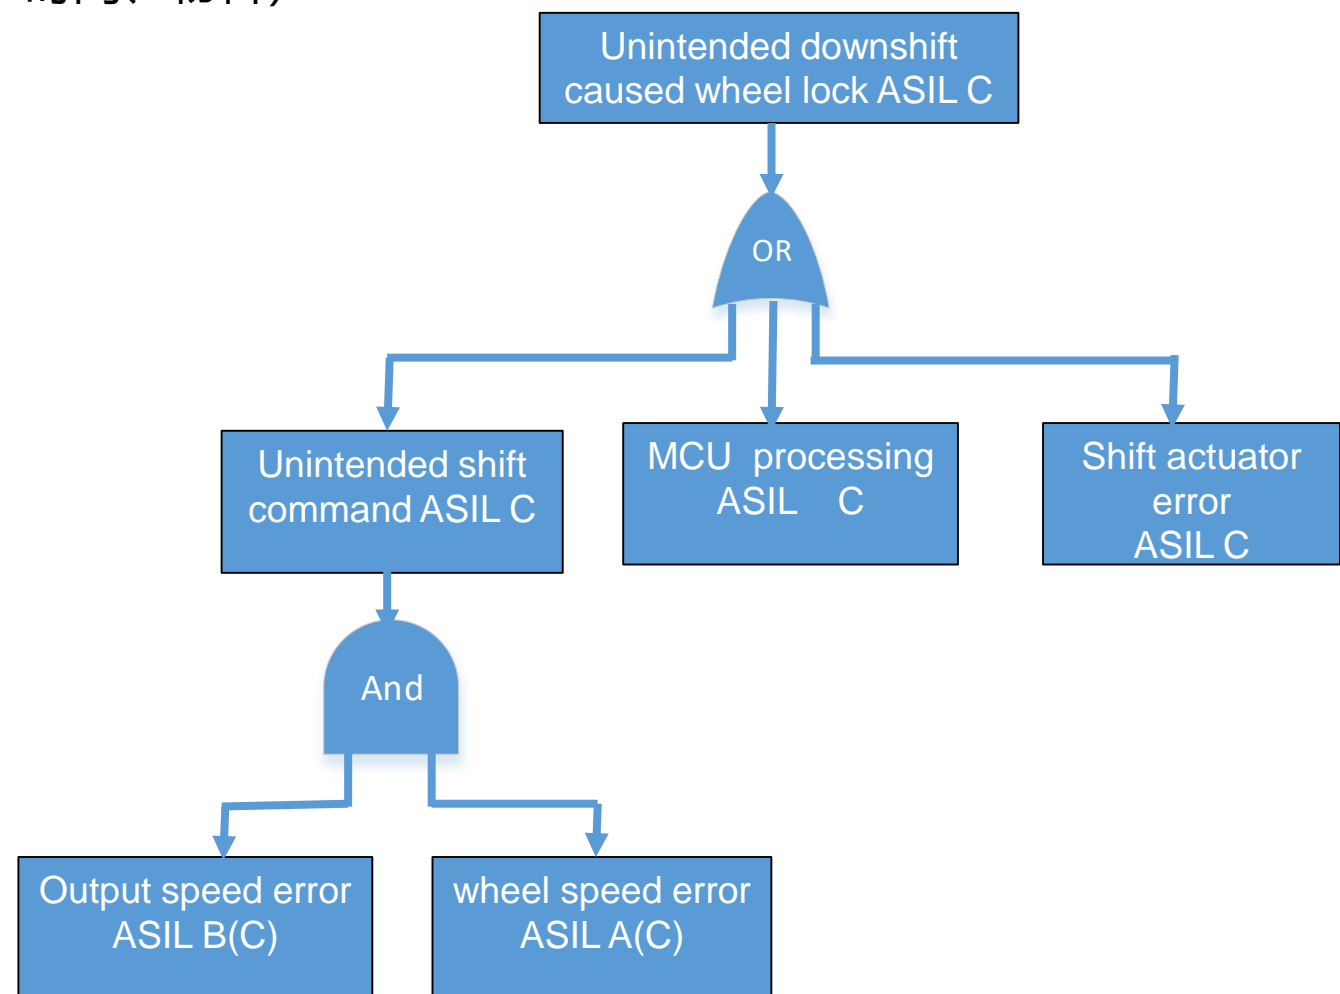 Unintended downshift
caused wheel lock ASIL C
OR
Unintended shift
command ASIL C
MCU processing
ASIL C
Shift actuator
error
ASIL C
And
Output speed error
ASIL B(C)
wheel speed error
ASIL A(C)